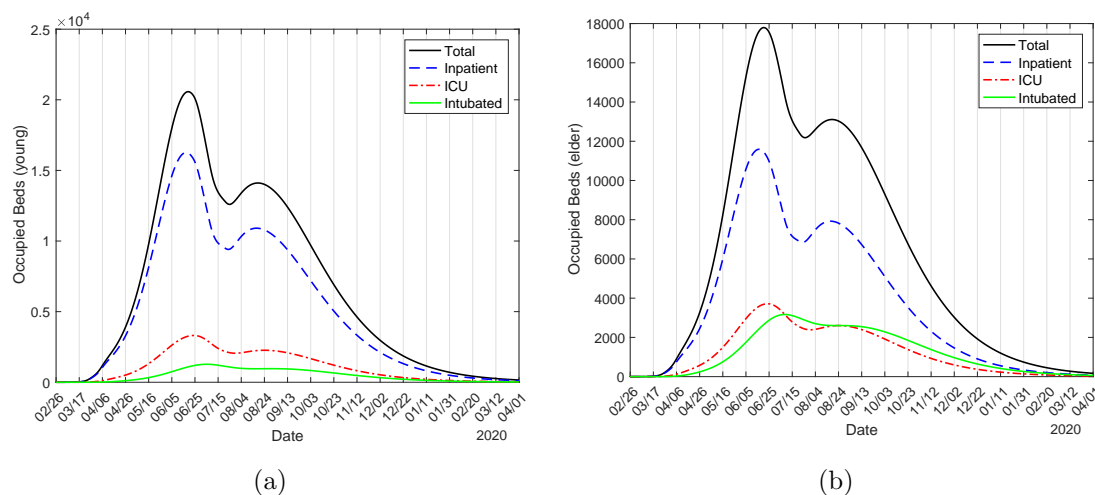 ×10⁴
2.5
2
1.5
1
0.5
0
Occupied Beds (young)
Total
Inpatient
ICU
Intubated
02/26 03/17 04/06 04/26 05/16 06/05 06/25 07/15 08/04 08/24 09/13 10/03 10/23 11/12 12/02 12/22 01/11 01/31 02/20 03/12 04/01
Date
2020
(a)
18000
16000
14000
12000
10000
8000
6000
4000
2000
0
Occupied Beds (elder)
Total
Inpatient
ICU
Intubated
02/26 03/17 04/06 04/26 05/16 06/05 06/25 07/15 08/04 08/24 09/13 10/03 10/23 11/12 12/02 12/22 01/11 01/31 02/20 03/12 04/01
Date
2020
(b)